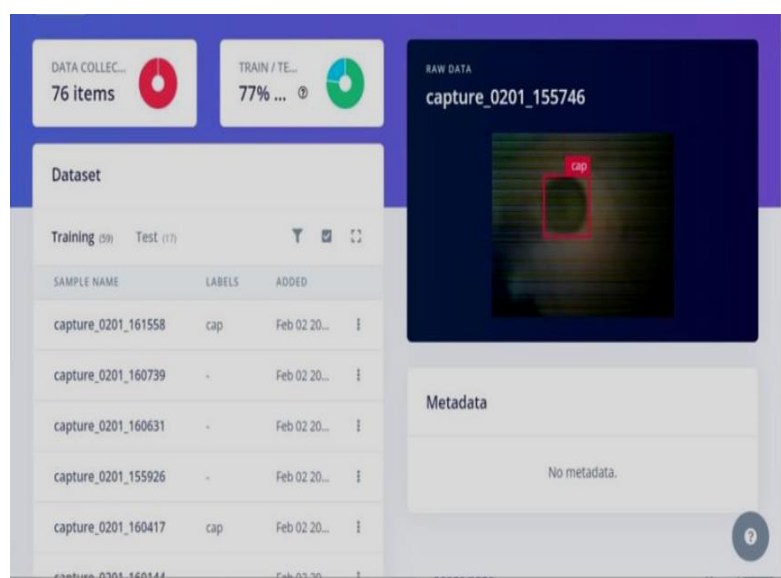 DATA COLLEC...
76 items
TRAIN / TE...
77% ...
RAW DATA
capture_0201_155746
cap
Dataset
Training (59) Test (17)
SAMPLE NAME LABELS ADDED
capture_0201_161558 cap Feb 02 20...
capture_0201_160739 - Feb 02 20...
capture_0201_160631 - Feb 02 20...
capture_0201_155926 - Feb 02 20...
capture_0201_160417 cap Feb 02 20...
Metadata
No metadata.